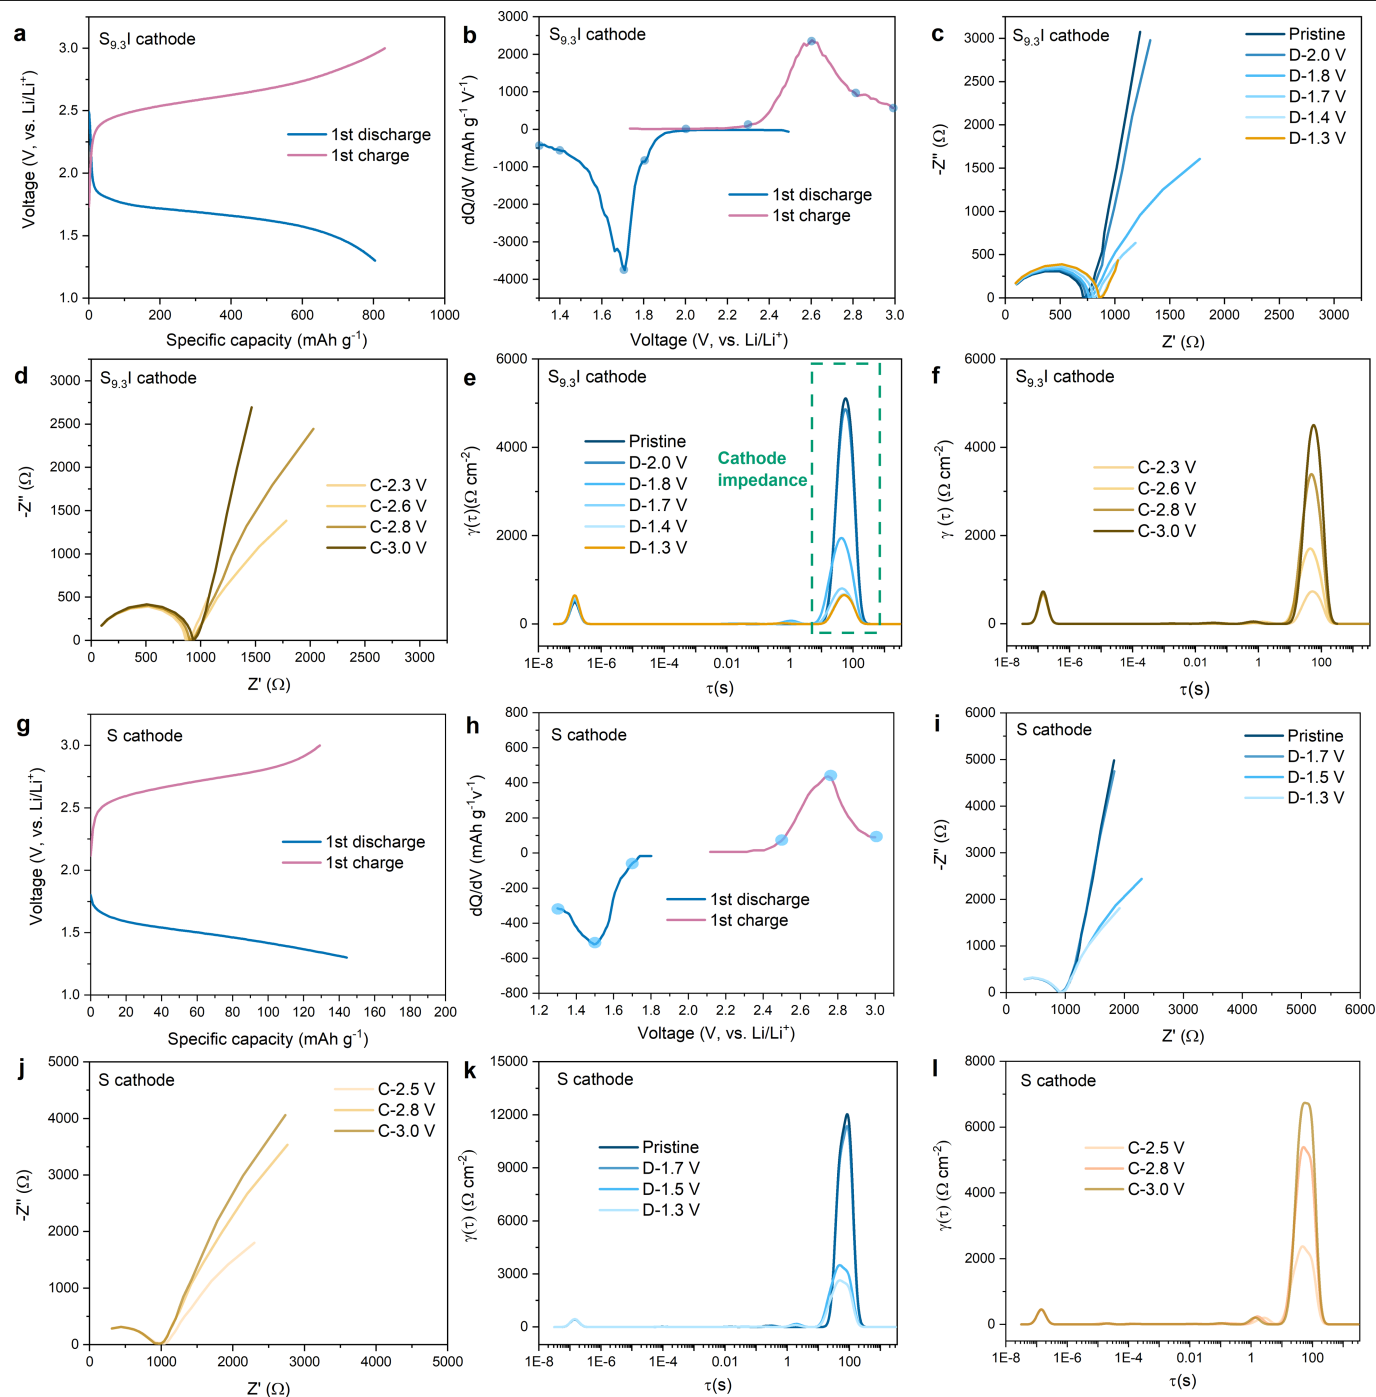 a
S9.3I cathode
3.0
2.5
2.0
1.5
1.0
Voltage (V, vs. Li/Li+)
1st discharge
1st charge
0
200
400
600
800
1000
Specific capacity (mAh g-1)
b
S9.3I cathode
3000
2000
1000
0
-1000
-2000
-3000
-4000
dQ/dV (mAh g-1 V-1)
1st discharge
1st charge
1.4
1.6
1.8
2.0
2.2
2.4
2.6
2.8
3.0
Voltage (V, vs. Li/Li+)
c
S9.3I cathode
3000
2500
2000
1500
1000
500
0
-Z'' (Ω)
Pristine
D-2.0 V
D-1.8 V
D-1.7 V
D-1.4 V
D-1.3 V
0
500
1000
1500
2000
2500
3000
Z' (Ω)
d
S9.3I cathode
3000
2500
2000
1500
1000
500
0
-Z'' (Ω)
C-2.3 V
C-2.6 V
C-2.8 V
C-3.0 V
0
500
1000
1500
2000
2500
3000
Z' (Ω)
e
S9.3I cathode
6000
4000
2000
0
γ(τ)(Ω cm-2)
Pristine
D-2.0 V
D-1.8 V
D-1.7 V
D-1.4 V
D-1.3 V
Cathode
impedance
1E-8
1E-6
1E-4
0.01
1
100
τ(s)
f
S9.3I cathode
6000
4000
2000
0
γ (τ) (Ω cm-2)
C-2.3 V
C-2.6 V
C-2.8 V
C-3.0 V
1E-8
1E-6
1E-4
0.01
1
100
τ(s)
g
S cathode
3.0
2.5
2.0
1.5
1.0
Voltage (V, vs. Li/Li+)
1st discharge
1st charge
0
20
40
60
80
100
120
140
160
180
200
Specific capacity (mAh g-1)
h
S cathode
800
600
400
200
0
-200
-400
-600
-800
dQ/dV (mAh g-1v-1)
1st discharge
1st charge
1.2
1.4
1.6
1.8
2.0
2.2
2.4
2.6
2.8
3.0
Voltage (V, vs. Li/Li+)
i
S cathode
6000
5000
4000
3000
2000
1000
0
-Z'' (Ω)
Pristine
D-1.7 V
D-1.5 V
D-1.3 V
0
1000
2000
3000
4000
5000
6000
Z' (Ω)
j
S cathode
5000
4000
3000
2000
1000
0
-Z'' (Ω)
C-2.5 V
C-2.8 V
C-3.0 V
0
1000
2000
3000
4000
5000
Z' (Ω)
k
S cathode
15000
12000
9000
6000
3000
0
γ(τ) (Ω cm-2)
Pristine
D-1.7 V
D-1.5 V
D-1.3 V
1E-8
1E-6
1E-4
0.01
1
100
τ(s)
l
S cathode
8000
6000
4000
2000
0
γ(τ) (Ω cm-2)
C-2.5 V
C-2.8 V
C-3.0 V
1E-8
1E-6
1E-4
0.01
1
100
τ(s)